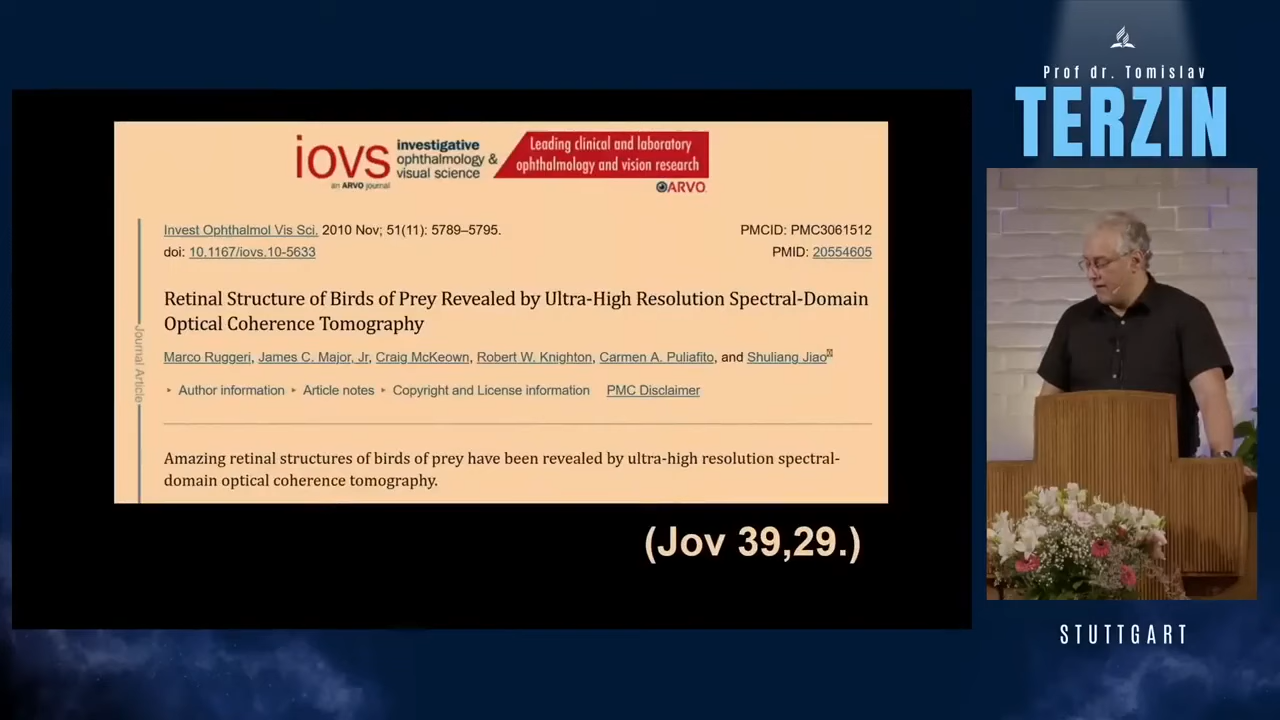 iovs
investigative
ophthalmology &
visual science
an ARVO journal
Leading clinical and laboratory
ophthalmology and vision research
ARVO
Invest Ophthalmol Vis Sci. 2010 Nov; 51(11): 5789–5795.
doi: 10.1167/iovs.10-5633
PMCID: PMC3061512
PMID: 20554605
Journal Article
Retinal Structure of Birds of Prey Revealed by Ultra-High Resolution Spectral-Domain
Optical Coherence Tomography
Marco Ruggeri, James C. Major, Jr, Craig McKeown, Robert W. Knighton, Carmen A. Puliafito, and Shuliang Jiao
Author information Article notes Copyright and License information PMC Disclaimer
Amazing retinal structures of birds of prey have been revealed by ultra-high resolution spectral-
domain optical coherence tomography.
(Jov 39,29.)
Prof dr. Tomislav
TERZIN
STUTTGART